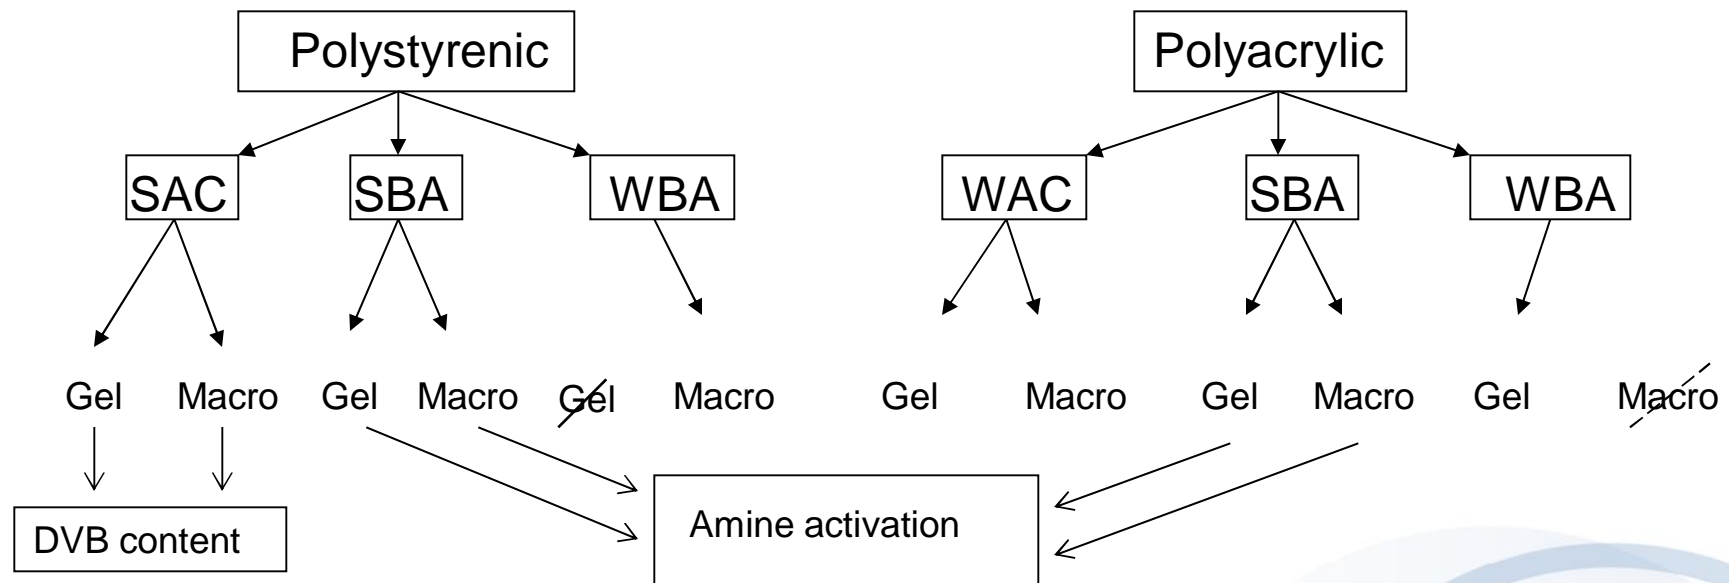 Polystyrenic Polyacrylic
SAC SBA WBA WAC SBA WBA
Gel Macro Gel Macro Gel Macro Gel Macro Gel Macro Gel Macro
DVB content Amine activation